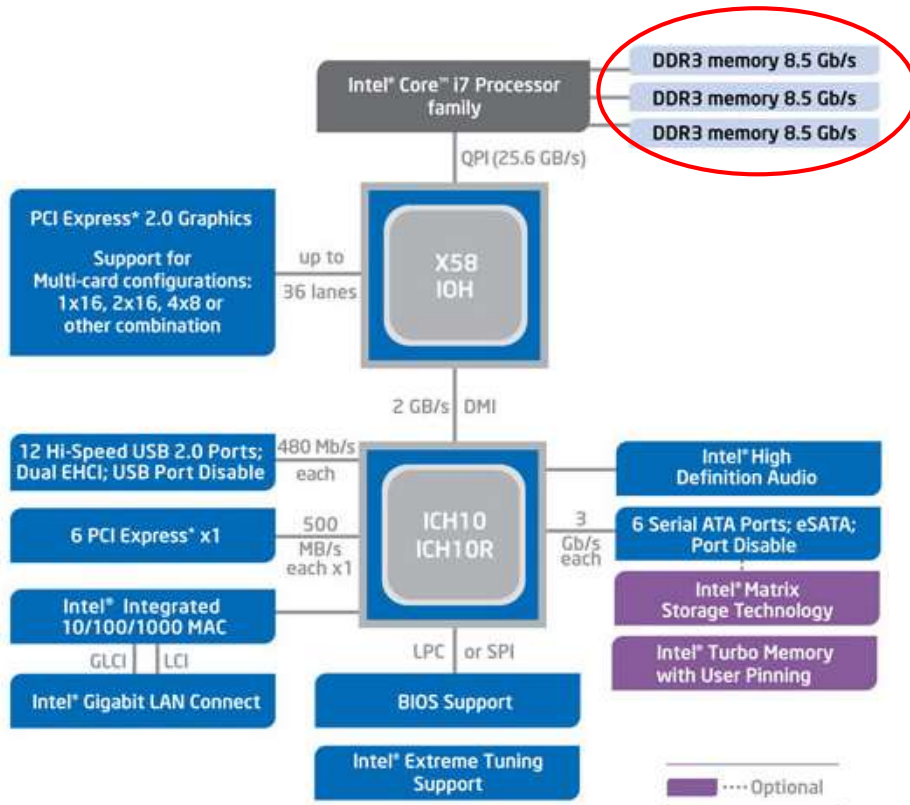 DDR3 memory 8.5 Gb/s
Intel® Core™ i7 Processor
family
DDR3 memory 8.5 Gb/s
DDR3 memory 8.5 Gb/s
QPI (25.6 GB/s)
PCI Express* 2.0 Graphics
Support for
Multi-card configurations:
1x16, 2x16, 4x8 or
other combination
up to
36 lanes
X58
IOH
2 GB/s DMI
12 Hi-Speed USB 2.0 Ports;
Dual EHCI; USB Port Disable
480 Mb/s
each
Intel® High
Definition Audio
6 PCI Express* x1
500
MB/s
each x1
ICH10
ICH10R
3
Gb/s
each
6 Serial ATA Ports; eSATA;
Port Disable
Intel® Integrated
10/100/1000 MAC
Intel® Matrix
Storage Technology
GLCI LCI
LPC or SPI
Intel® Turbo Memory
with User Pinning
Intel® Gigabit LAN Connect
BIOS Support
Intel® Extreme Tuning
Support
Optional